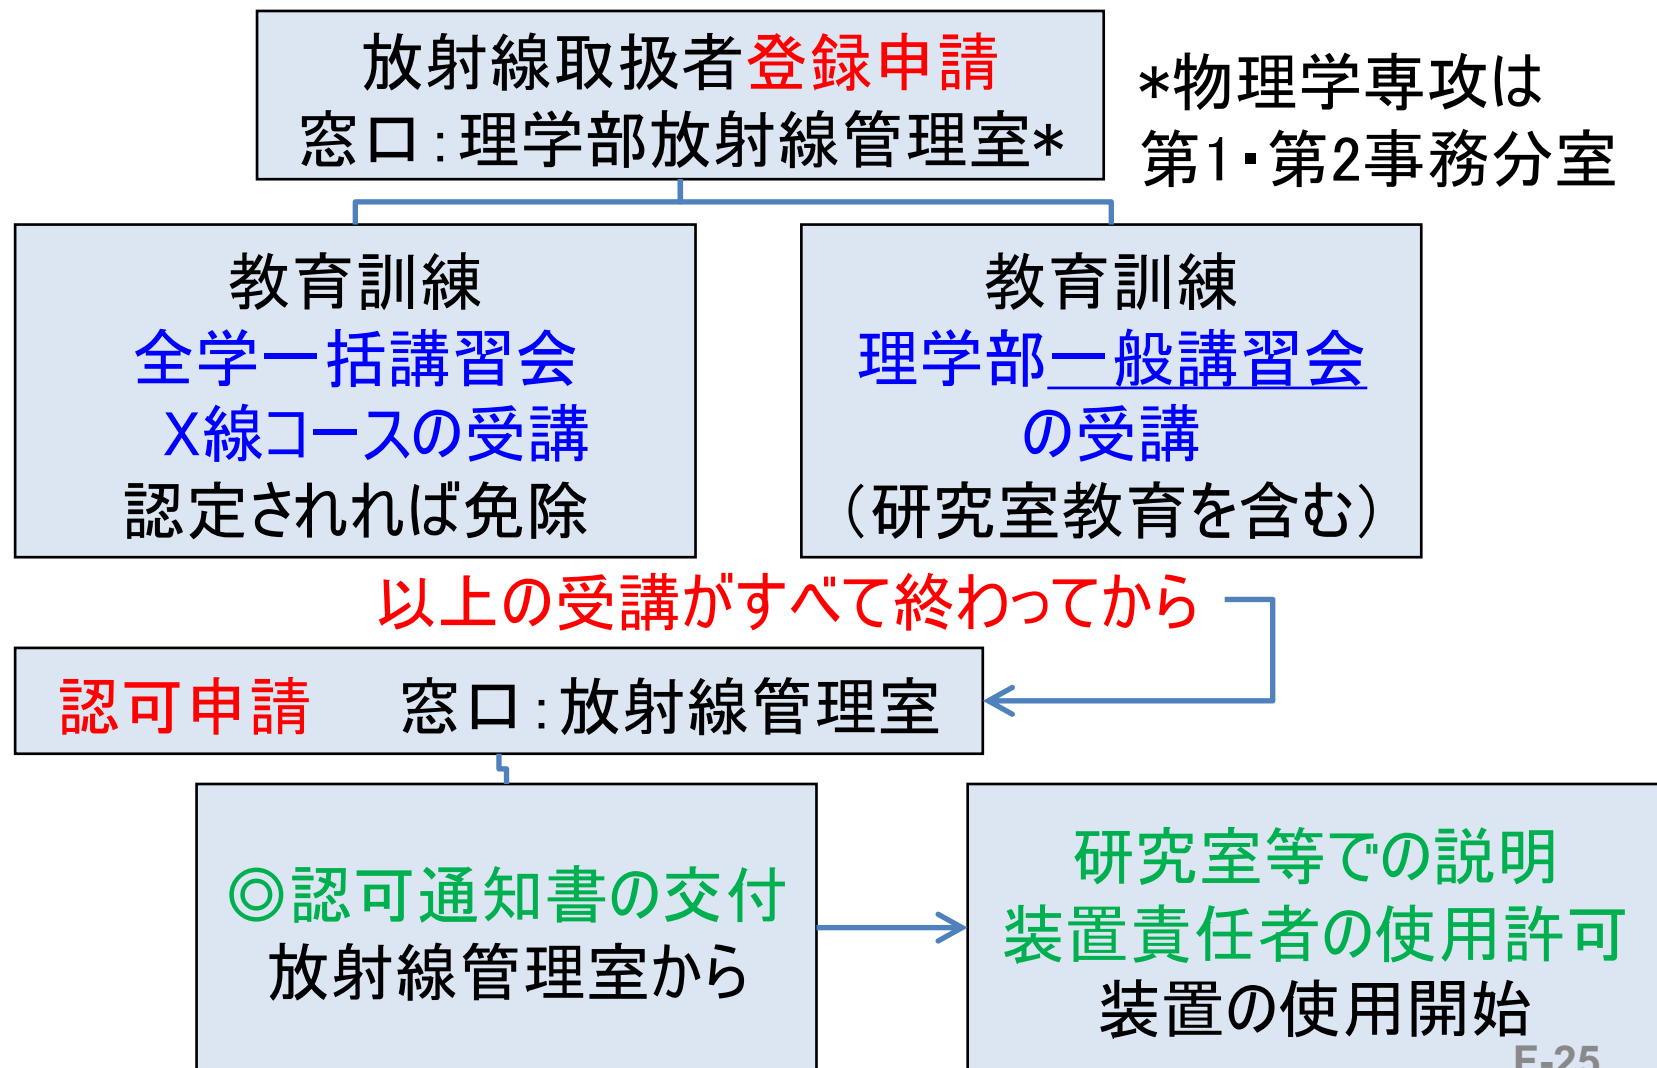 放射線取扱者登録申請
窓口：理学部放射線管理室*
*物理学専攻は
第1・第2事務分室
教育訓練
全学一括講習会
X線コースの受講
認定されれば免除
教育訓練
理学部一般講習会
の受講
（研究室教育を含む）
以上の受講がすべて終わってから
認可申請　窓口：放射線管理室
◎認可通知書の交付
放射線管理室から
研究室等での説明
装置責任者の使用許可
装置の使用開始
E-25